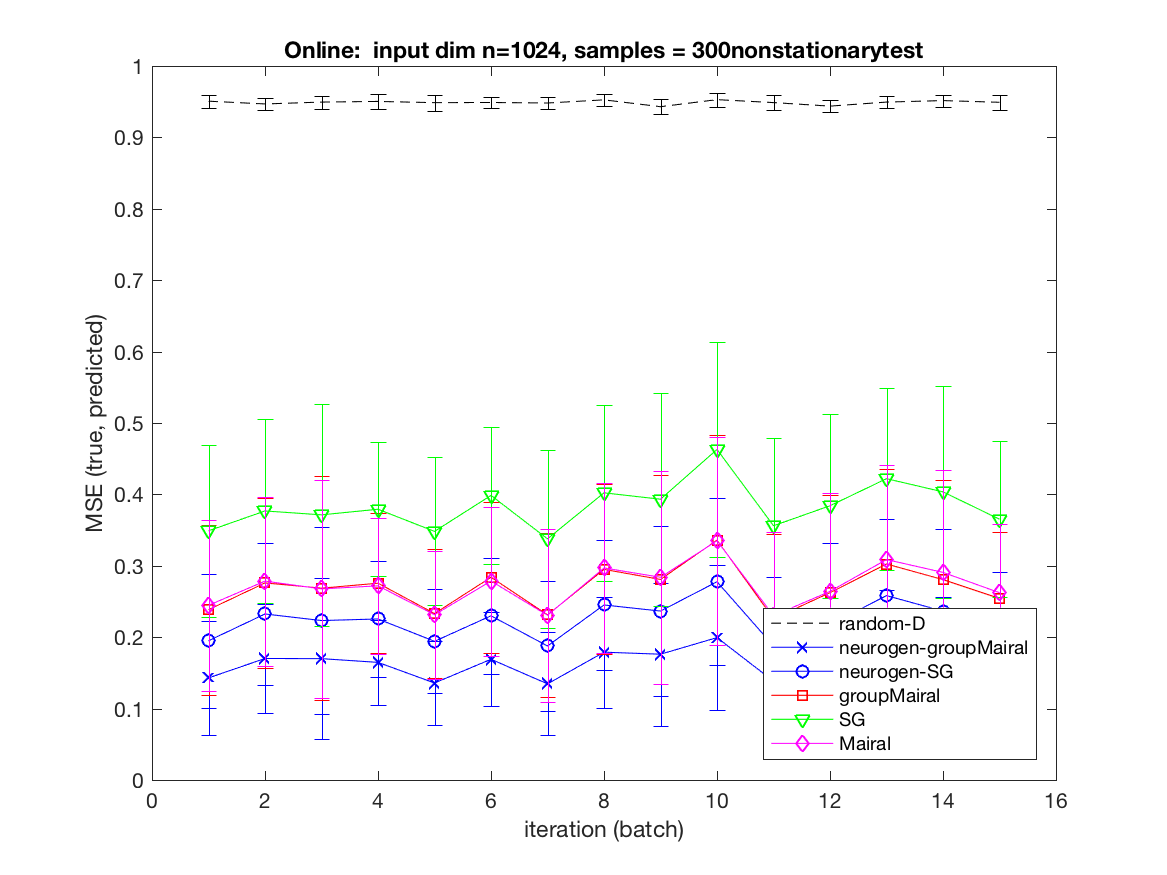 Online:  input dim n=1024, samples = 300nonstationarytest
1
0.9
0.8
0.7
0.6
0.5
0.4
0.3
0.2
0.1
0
MSE (true, predicted)
random-D
neurogen-groupMairal
neurogen-SG
groupMairal
SG
Mairal
0 2 4 6 8 10 12 14 16
iteration (batch)